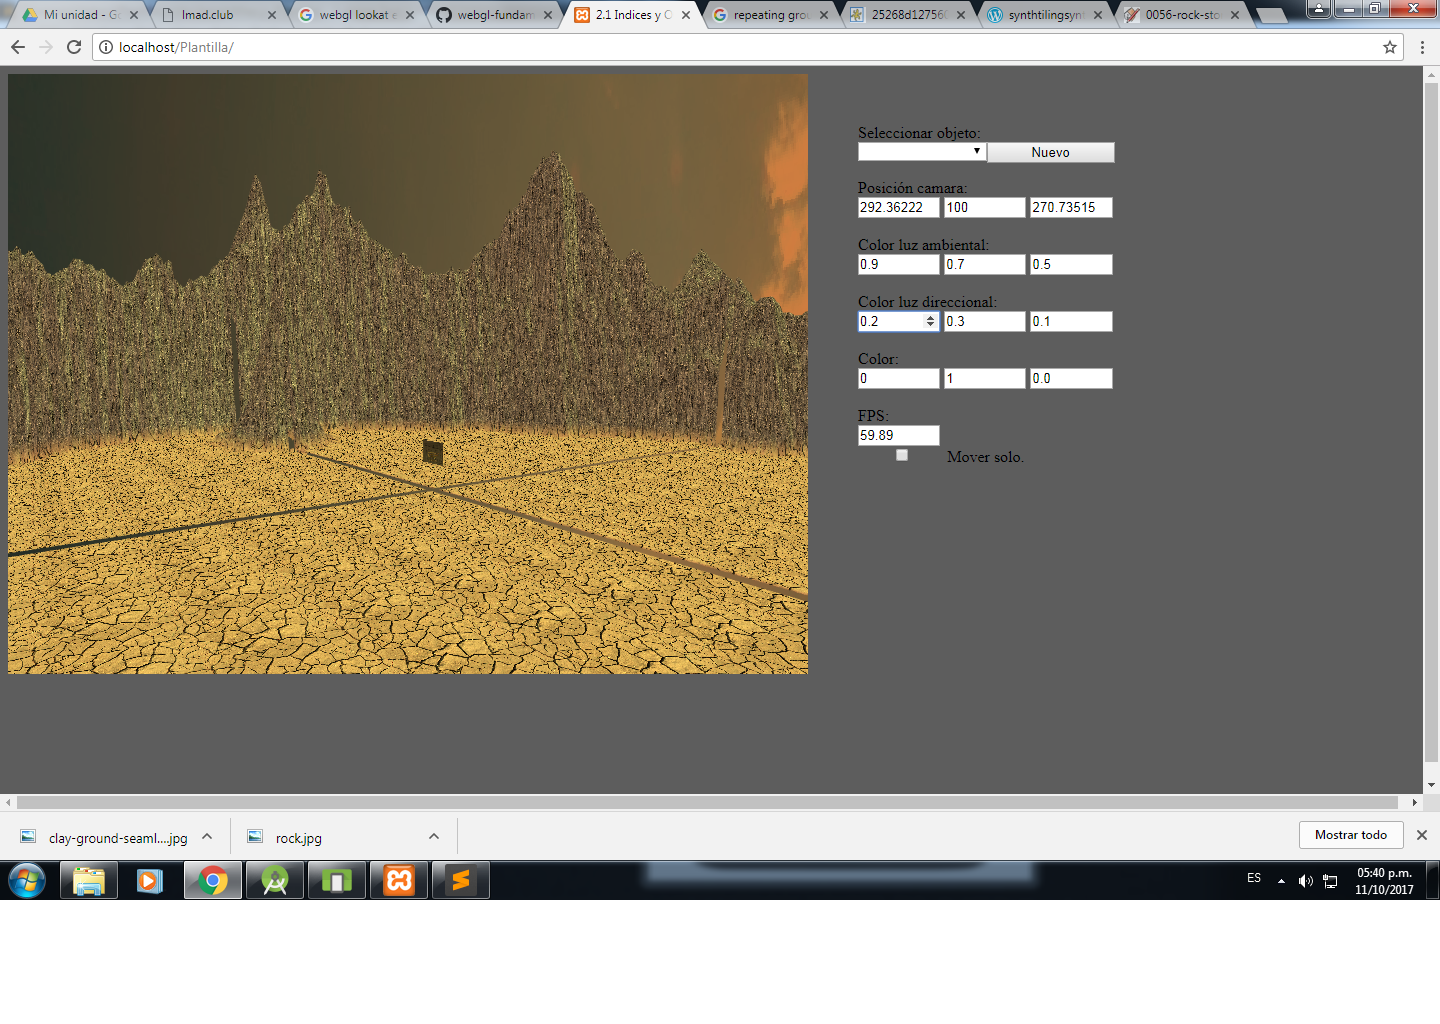 Mi unidad - G
lmad.club
webgl lookat e
webgl-fundam
2.1 Indices y O
repeating grou
25268d127560
synthtilingsynt
0056-rock-sto
localhost/Plantilla/
Seleccionar objeto:
Nuevo
Posición camara:
292.36222 100 270.73515
Color luz ambiental:
0.9 0.7 0.5
Color luz direccional:
0.2 0.3 0.1
Color:
0 1 0.0
FPS:
59.89
Mover solo.
clay-ground-seaml....jpg
rock.jpg
Mostrar todo
ES
05:40 p.m.
11/10/2017